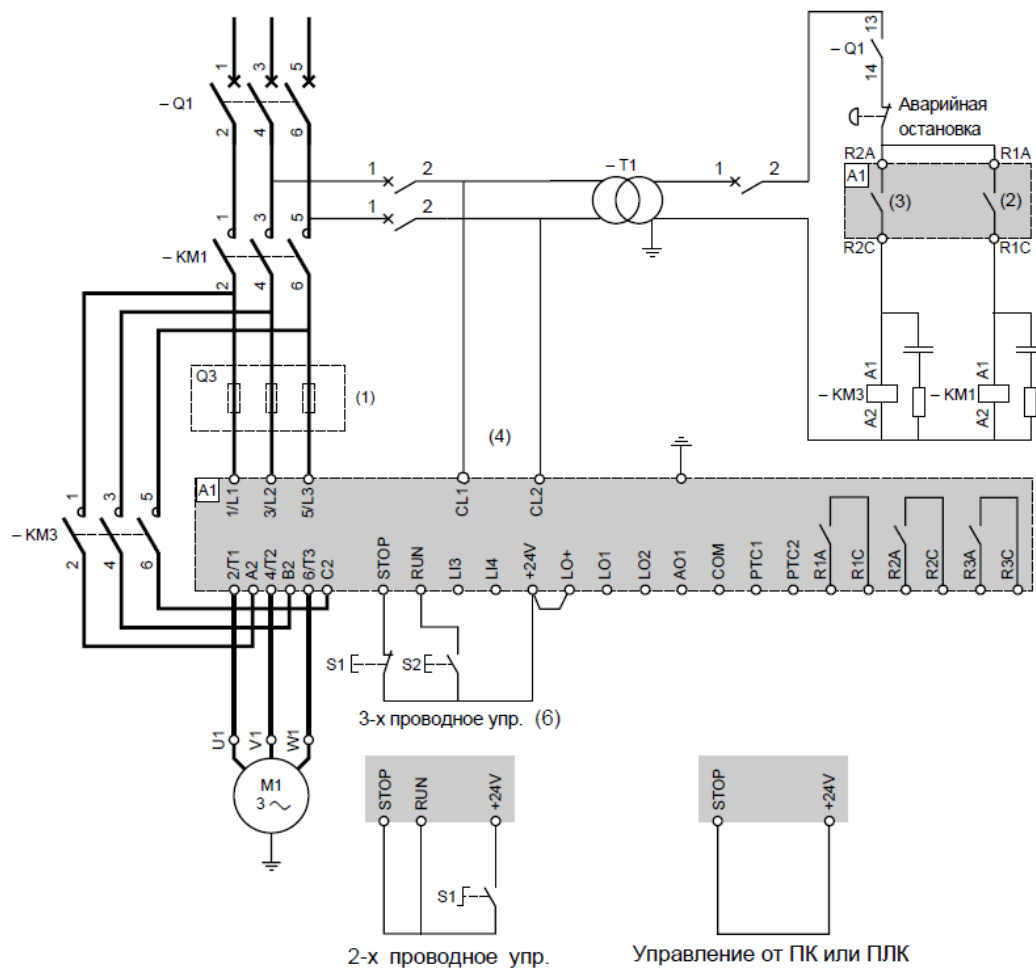 1 3 5
– Q1
2 4 6
13
– Q1
14
Аварийная
остановка
1 2
1 2
– T1
1 2
R2A R1A
A1
(3) (2)
R2C R1C
1 3 5
– KM1
2 4 6
Q3
(1)
(4)
A1 A1
– KM3 – KM1
A2 A2
A1
1/L1 3/L2 5/L3 CL1 CL2
1 3 5
– KM3
2 4 6
2/T1 A2 4/T2 B2 6/T3 C2 STOP RUN LI3 LI4 +24V LO+ LO1 LO2 AO1 COM PTC1 PTC2 R1A R1C R2A R2C R3A R3C
S1 S2
3-х проводное упр. (6)
U1 V1 W1
M1
3
STOP RUN +24V
S1
2-х проводное упр.
STOP +24V
Управление от ПК или ПЛК